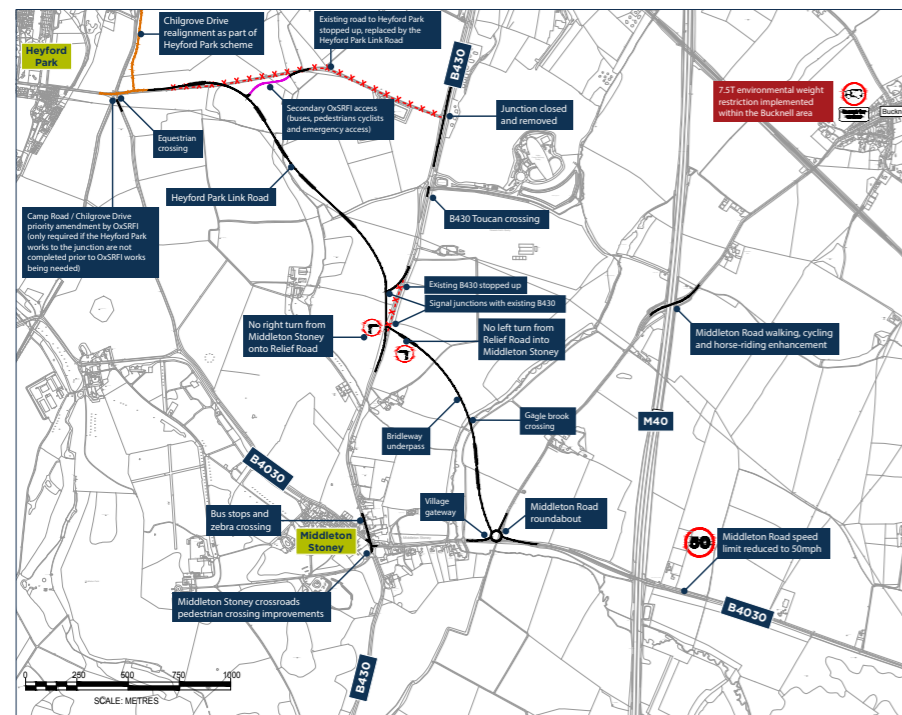 Chilgrove Drive
realignment as part of
Heyford Park scheme
Existing road to Heyford Park
stopped up, replaced by the
Heyford Park Link Road
Heyford
Park
B430
7.5T environmental weight
restriction implemented
within the Bucknell area
Secondary OxSRFI access
(buses, pedestrians cyclists
and emergency access)
Junction closed
and removed
Equestrian
crossing
Heyford Park Link Road
Camp Road / Chilgrove Drive
priority amendment by OxSRFI
(only required if the Heyford Park
works to the junction are not
completed prior to OxSRFI works
being needed)
B430 Toucan crossing
Existing B430 stopped up
Signal junctions with existing B430
No right turn from
Middleton Stoney
onto Relief Road
No left turn from
Relief Road into
Middleton Stoney
Middleton Road walking, cycling
and horse-riding enhancement
Gagle brook
crossing
M40
Bridleway
underpass
B4030
Bus stops and
zebra crossing
Village
gateway
Middleton Road
roundabout
Middleton
Stoney
50
Middleton Road speed
limit reduced to 50mph
Middleton Stoney crossroads
pedestrian crossing improvements
B4030
B430
0 250 500 750 1000
SCALE: METRES